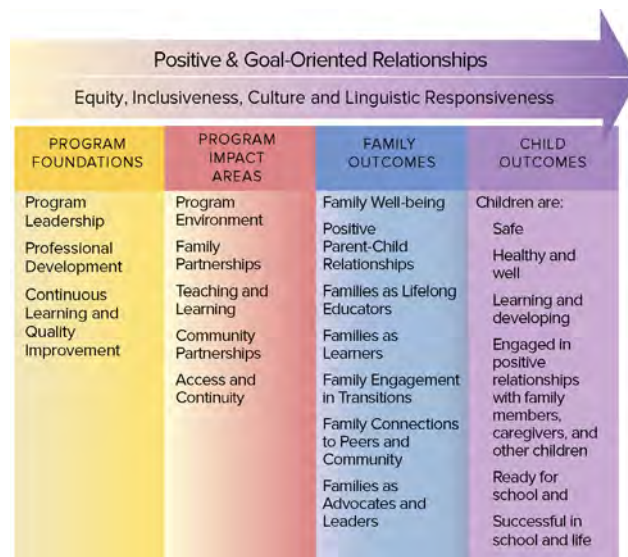 Positive & Goal-Oriented Relationships
Equity, Inclusiveness, Culture and Linguistic Responsiveness
PROGRAM
FOUNDATIONS
Program
Leadership
Professional
Development
Continuous
Learning and
Quality
Improvement
PROGRAM
IMPACT
AREAS
Program
Environment
Family
Partnerships
Teaching and
Learning
Community
Partnerships
Access and
Continuity
FAMILY
OUTCOMES
Family Well-being
Positive
Parent-Child
Relationships
Families as Lifelong
Educators
Families as
Learners
Family Engagement
in Transitions
Family Connections
to Peers and
Community
Families as
Advocates and
Leaders
CHILD
OUTCOMES
Children are:
Safe
Healthy and
well
Learning and
developing
Engaged in
positive
relationships
with family
members,
caregivers, and
other children
Ready for
school and
Successful in
school and life